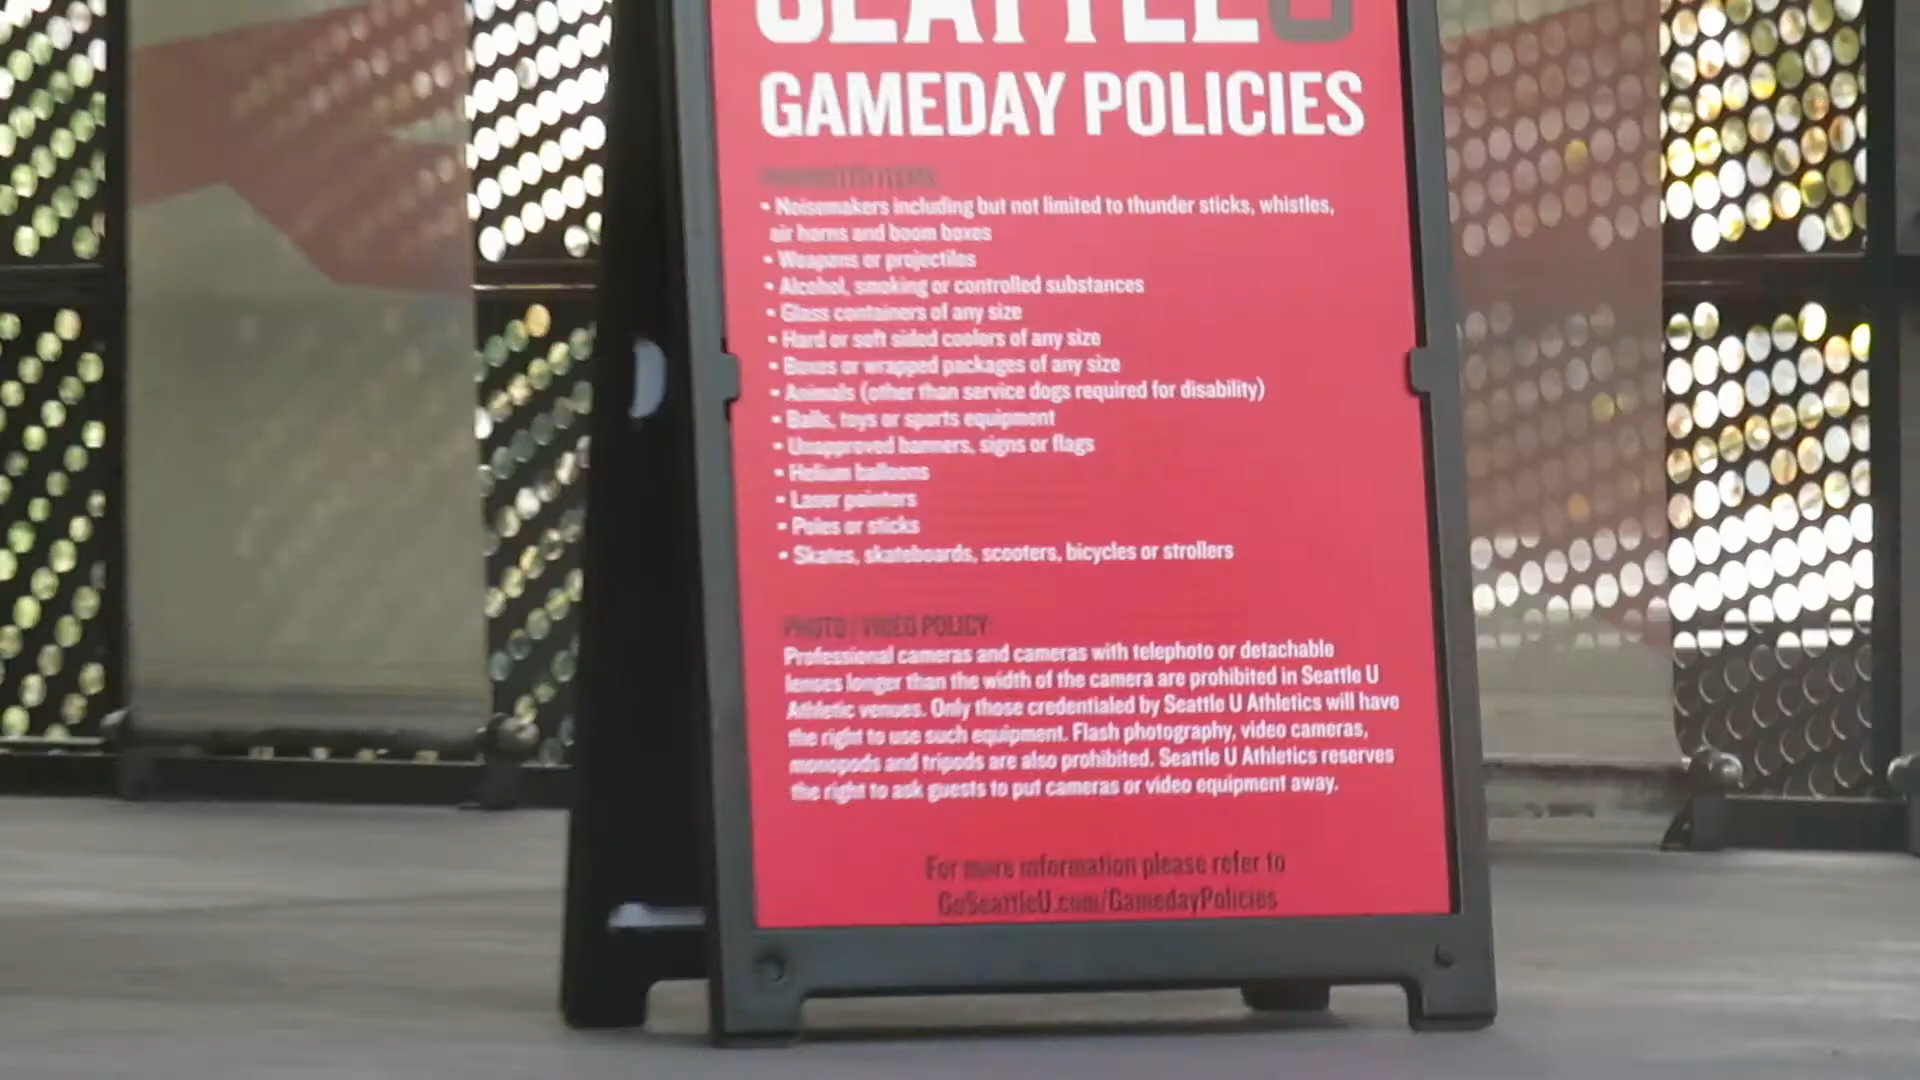 SEATTLEU
GAMEDAY POLICIES
PROHIBITED ITEMS
• Noisemakers including but not limited to thunder sticks, whistles,
air horns and boom boxes
• Weapons or projectiles
• Alcohol, smoking or controlled substances
• Glass containers of any size
• Hard or soft sided coolers of any size
• Boxes or wrapped packages of any size
• Animals (other than service dogs required for disability)
• Balls, toys or sports equipment
• Unapproved banners, signs or flags
• Helium balloons
• Laser pointers
• Poles or sticks
• Skates, skateboards, scooters, bicycles or strollers
PHOTO / VIDEO POLICY
Professional cameras and cameras with telephoto or detachable
lenses longer than the width of the camera are prohibited in Seattle U
Athletic venues. Only those credentialed by Seattle U Athletics will have
the right to use such equipment. Flash photography, video cameras,
monopods and tripods are also prohibited. Seattle U Athletics reserves
the right to ask guests to put cameras or video equipment away.
For more information please refer to
GoSeattleU.com/GamedayPolicies